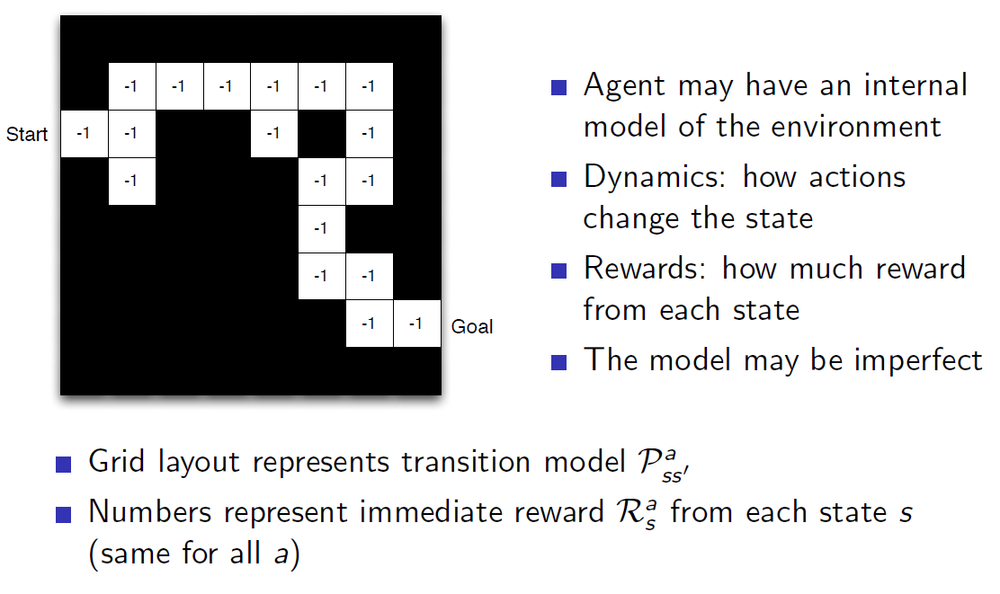 -1 -1 -1 -1 -1 -1
Start -1 -1 -1 -1
-1 -1 -1
-1
-1 -1
-1 -1 Goal
Agent may have an internal
model of the environment
Dynamics: how actions
change the state
Rewards: how much reward
from each state
The model may be imperfect
Grid layout represents transition model $\mathcal{P}^a_{ss'}$
Numbers represent immediate reward $\mathcal{R}^a_s$ from each state $s$
(same for all $a$)